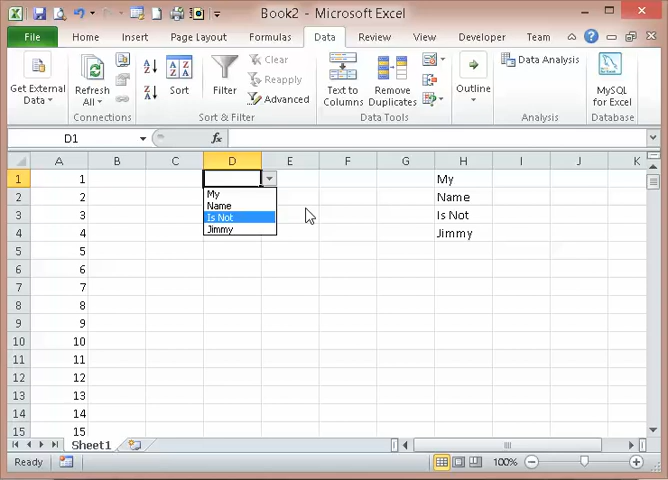 Book2 - Microsoft Excel
File Home Insert Page Layout Formulas Data Review View Developer Team
Get External Data
Refresh All
Connections
Sort
Filter
Clear
Reapply
Advanced
Sort & Filter
Text to Columns
Remove Duplicates
Data Tools
Outline
Data Analysis
Analysis
MySQL for Excel
Database
D1 fx
A B C D E F G H I J K
1 1 My
2 2 Name
3 3 Is Not
4 4 Jimmy
My
Name
Is Not
Jimmy
5 5
6 6
7 7
8 8
9 9
10 10
11 11
12 12
13 13
14 14
15 15
Sheet1
Ready 100%